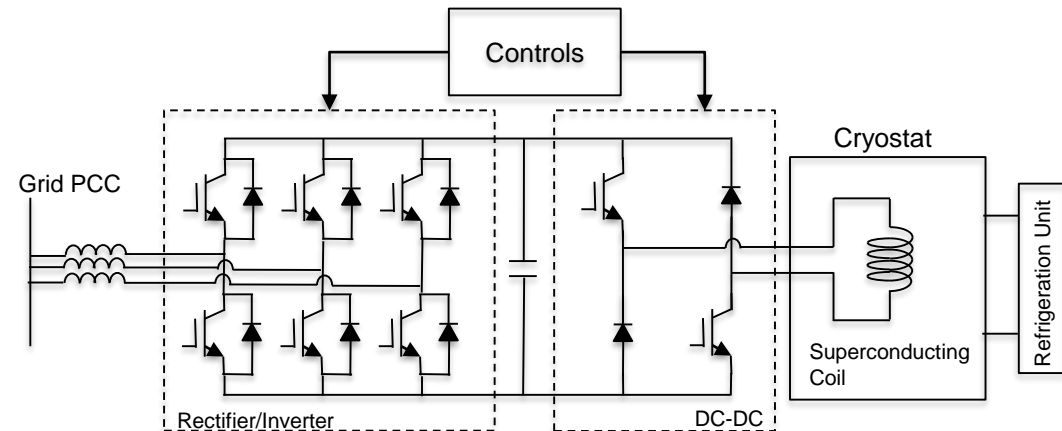 Controls
Cryostat
Grid PCC
Refrigeration Unit
Superconducting
Coil
Rectifier/Inverter
DC-DC